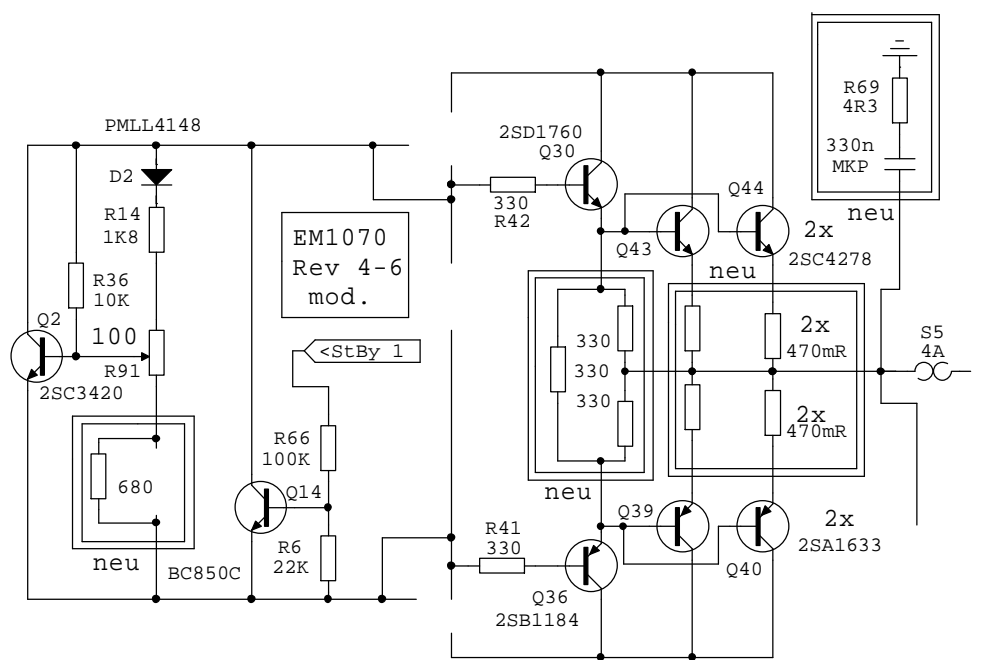 PMLL4148
D2
R14
1K8
R36
10K
Q2
100
R91
2SC3420
680
neu
BC850C
EM1070
Rev 4-6
mod.
<StBy 1
R66
100K
Q14
R6
22K
2SD1760
Q30
330
R42
Q44
Q43
2x
2SC4278
neu
R69
4R3
330n
MKP
neu
330
330
330
neu
2x
470mR
2x
470mR
S5
4A
R41
330
Q36
2SB1184
Q39
Q40
2x
2SA1633